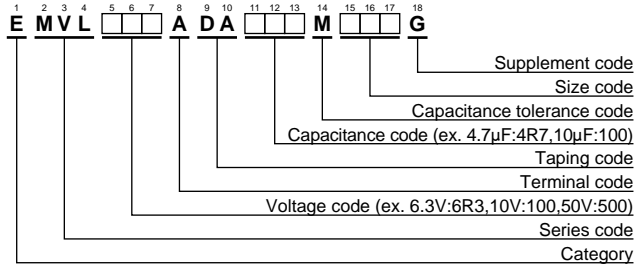 1 2 3 4 5 6 7 8 9 10 11 12 13 14 15 16 17 18
E M V L A D A M G
Supplement code
Size code
Capacitance tolerance code
Capacitance code (ex. 4.7μF:4R7,10μF:100)
Taping code
Terminal code
Voltage code (ex. 6.3V:6R3,10V:100,50V:500)
Series code
Category